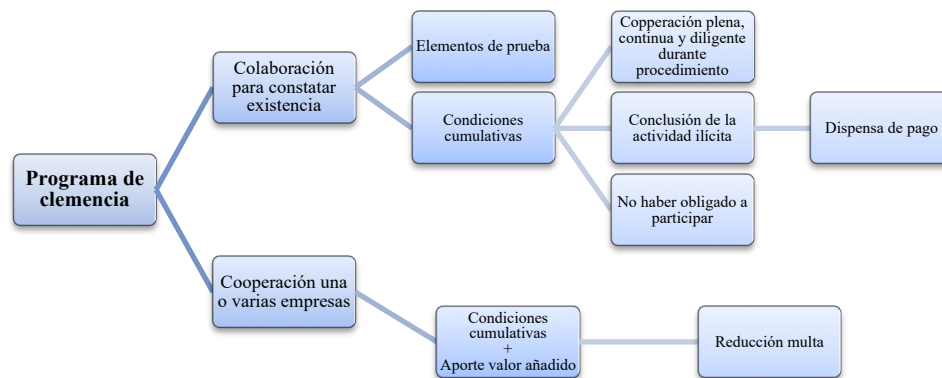 Programa de
clemencia
Colaboración
para constatar
existencia
Elementos de
prueba
Condiciones
cumulativas
Copperación plena,
continua y diligente
durante
procedimiento
Conclusión de la
actividad ilícita
Dispensa de pago
No haber obligado a
participar
Cooperación una
o varias empresas
Condiciones
cumulativas
+
Aporte valor añadido
Reducción multa